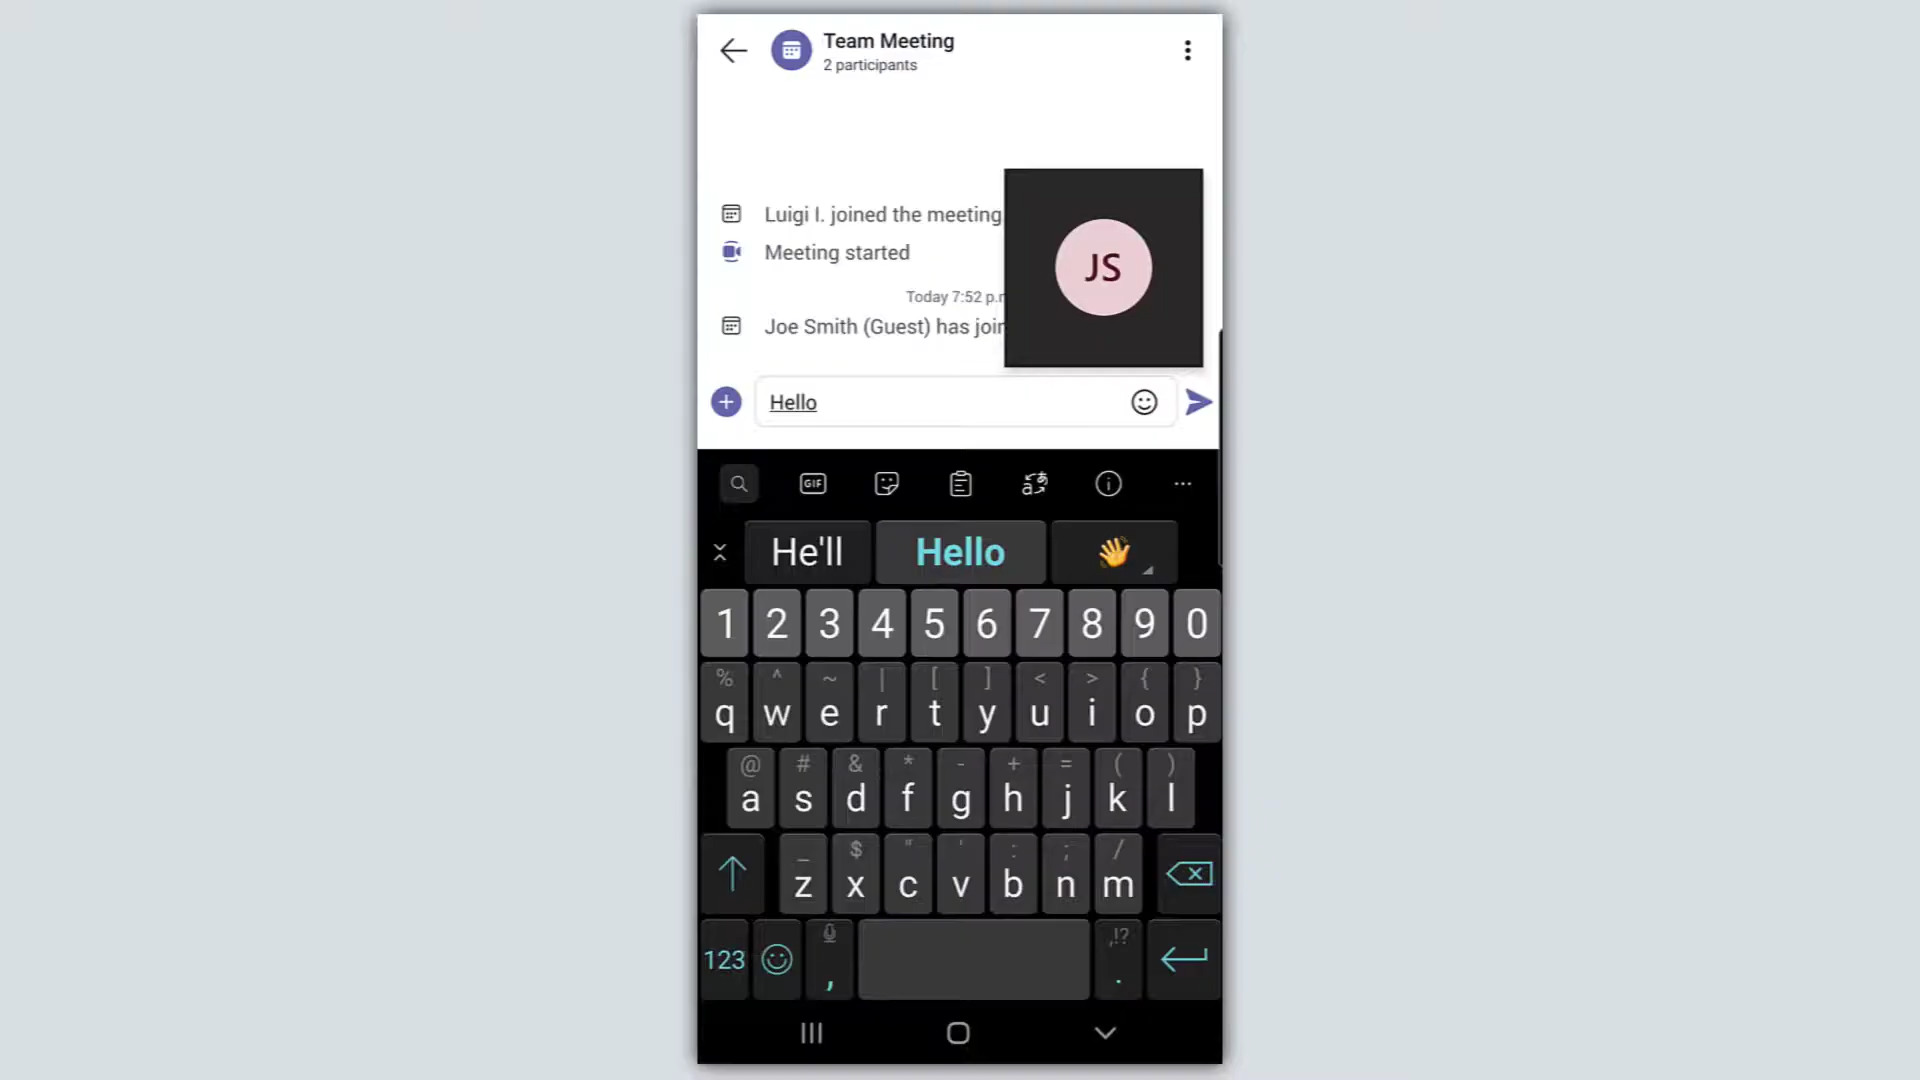 Team Meeting
2 participants
Luigi I. joined the meeting
Meeting started
Today 7:52 p.
Joe Smith (Guest) has
JS
Hello
GIF
He'll Hello
1 2 3 4 5 6 7 8 9 0
% ^ ~ | [ ] < > { }
q w e r t y u i o p
@ # & * - + = ( )
a s d f g h j k l
_ $ " ' : ; /
z x c v b n m
,!?
123 , .